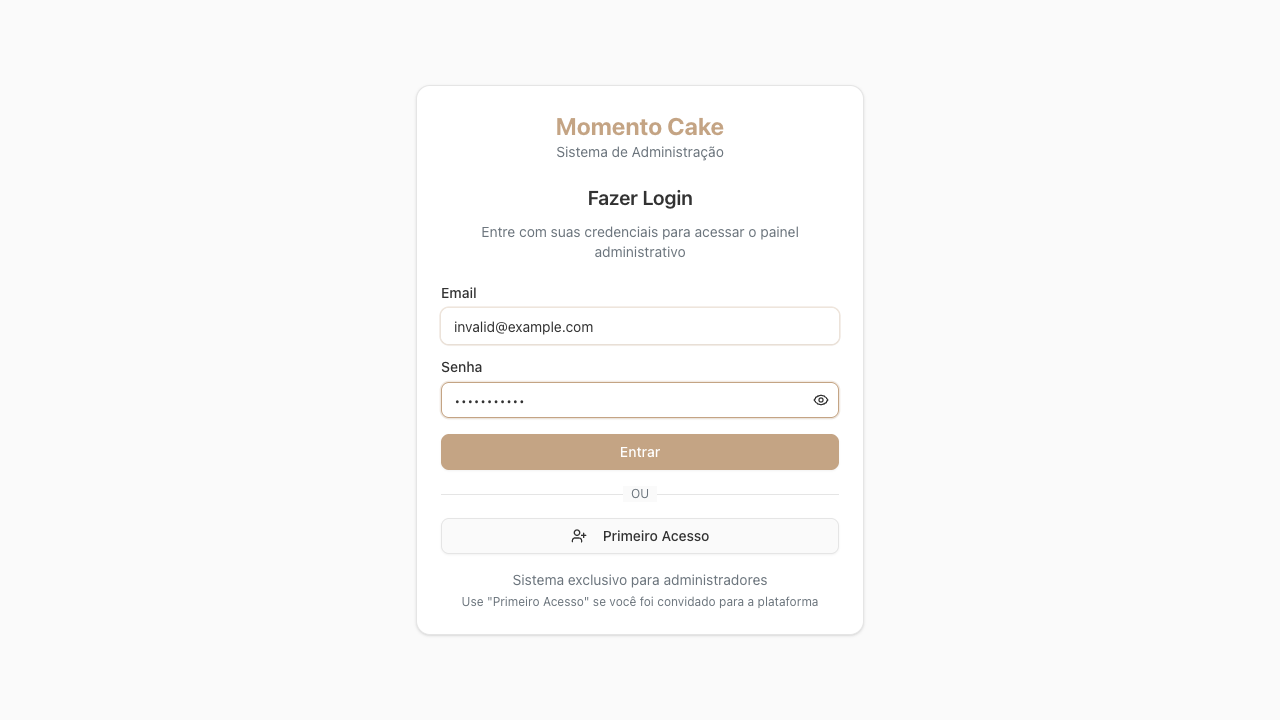 Momento Cake
Sistema de Administração
Fazer Login
Entre com suas credenciais para acessar o painel
administrativo
Email
invalid@example.com
Senha
•••••••••••
Entrar
OU
Primeiro Acesso
Sistema exclusivo para administradores
Use "Primeiro Acesso" se você foi convidado para a plataforma